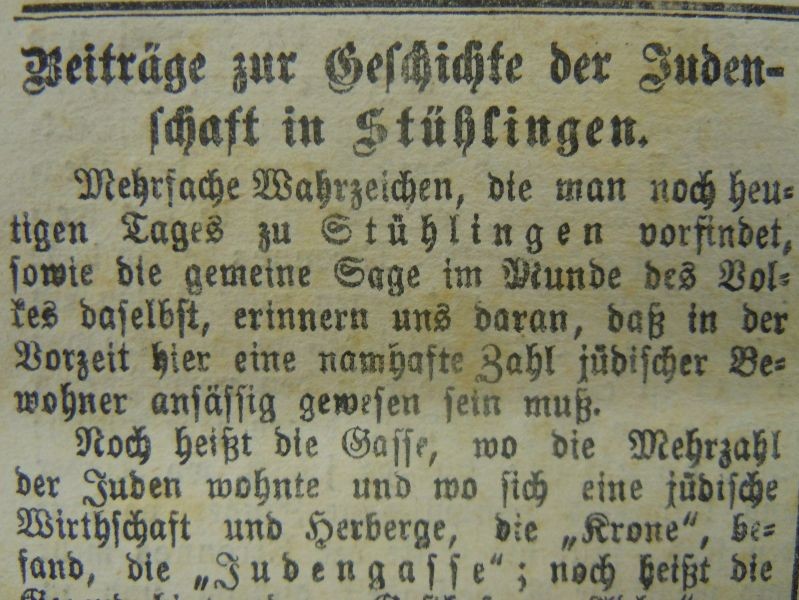 Beiträge zur Geschichte der Juden-
schaft in Stühlingen.
Mehrfache Wahrzeichen, die man noch heu-
tigen Tages zu Stühlingen vorfindet,
sowie die gemeine Sage im Munde des Vol-
kes daselbst, erinnern uns daran, daß in der
Vorzeit hier eine namhafte Zahl jüdischer Be-
wohner ansässig gewesen sein muß.
Noch heißt die Gasse, wo die Mehrzahl
der Juden wohnte und wo sich eine jüdische
Wirthschaft und Herberge, die „Krone“, be-
fand, die „Judengasse“; noch heißt die